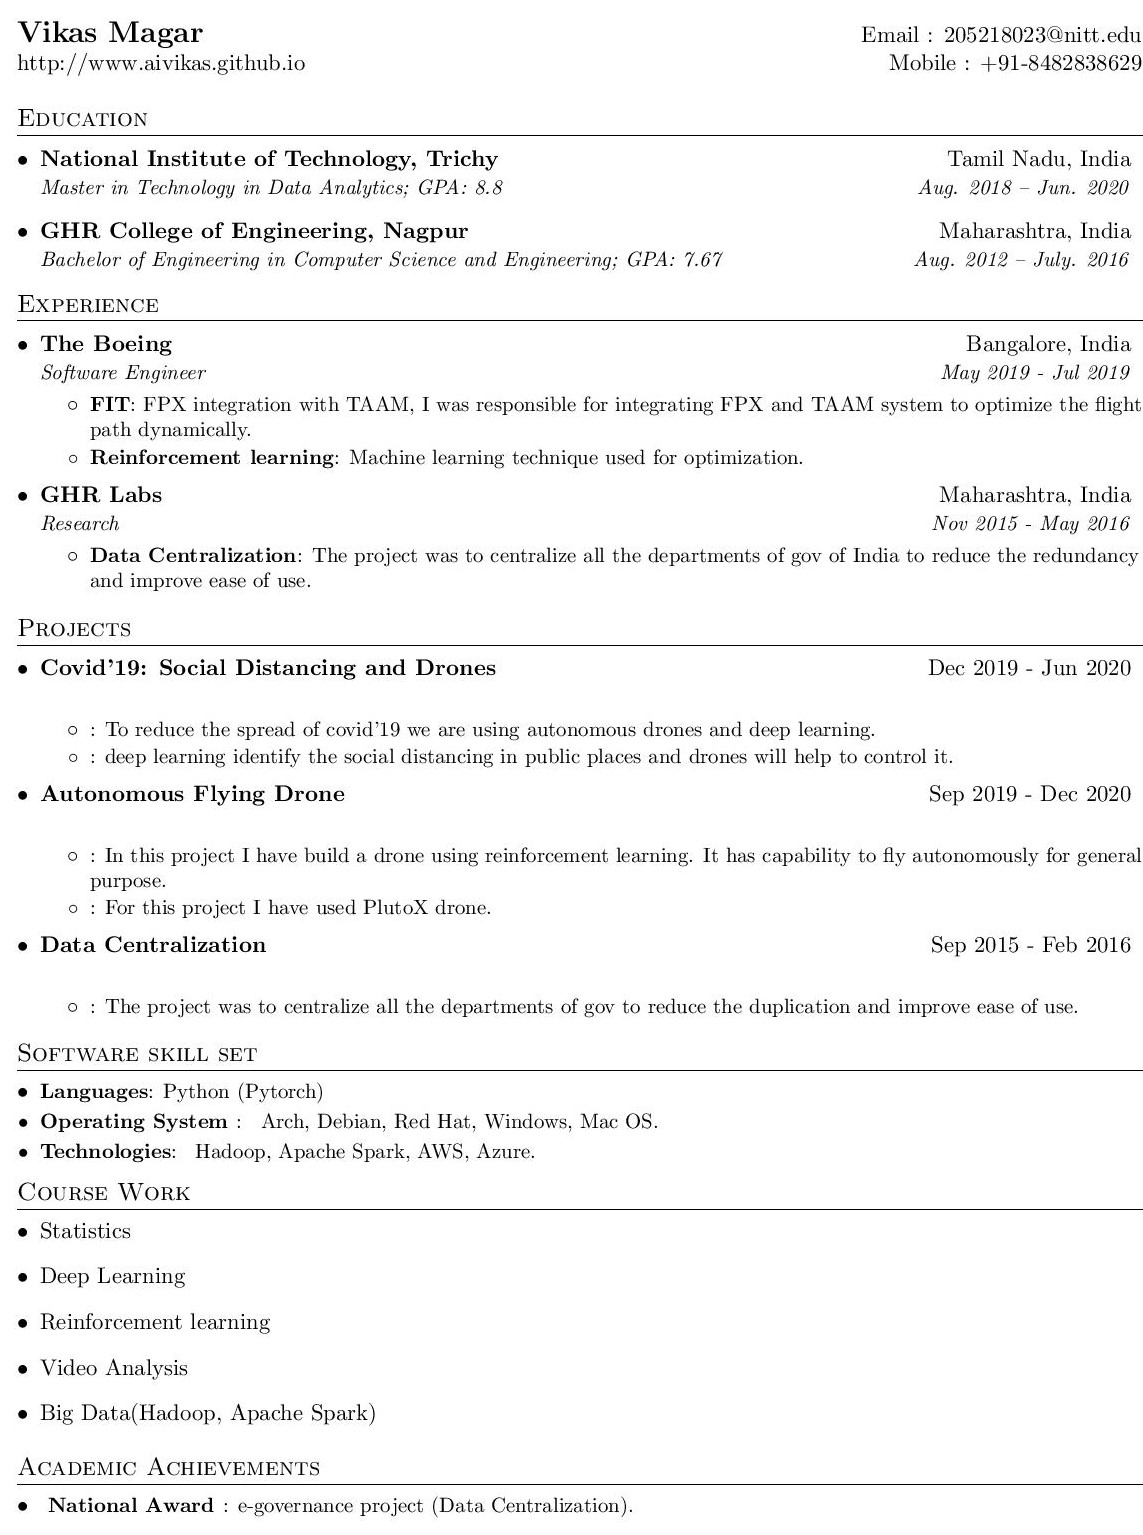 Vikas Magar Email : 205218023@nitt.edu
http://www.aivikas.github.io Mobile : +91-8482838629
Education
• National Institute of Technology, Trichy Tamil Nadu, India
Master in Technology in Data Analytics; GPA: 8.8 Aug. 2018 – Jun. 2020
• GHR College of Engineering, Nagpur Maharashtra, India
Bachelor of Engineering in Computer Science and Engineering; GPA: 7.67 Aug. 2012 – July. 2016
Experience
• The Boeing Bangalore, India
Software Engineer May 2019 - Jul 2019
◦ FIT: FPX integration with TAAM, I was responsible for integrating FPX and TAAM system to optimize the flight
path dynamically.
◦ Reinforcement learning: Machine learning technique used for optimization.
• GHR Labs Maharashtra, India
Research Nov 2015 - May 2016
◦ Data Centralization: The project was to centralize all the departments of gov of India to reduce the redundancy
and improve ease of use.
Projects
• Covid'19: Social Distancing and Drones Dec 2019 - Jun 2020
◦ : To reduce the spread of covid'19 we are using autonomous drones and deep learning.
◦ : deep learning identify the social distancing in public places and drones will help to control it.
• Autonomous Flying Drone Sep 2019 - Dec 2020
◦ : In this project I have build a drone using reinforcement learning. It has capability to fly autonomously for general
purpose.
◦ : For this project I have used PlutoX drone.
• Data Centralization Sep 2015 - Feb 2016
◦ : The project was to centralize all the departments of gov to reduce the duplication and improve ease of use.
Software skill set
• Languages: Python (Pytorch)
• Operating System : Arch, Debian, Red Hat, Windows, Mac OS.
• Technologies: Hadoop, Apache Spark, AWS, Azure.
Course Work
• Statistics
• Deep Learning
• Reinforcement learning
• Video Analysis
• Big Data(Hadoop, Apache Spark)
Academic Achievements
• National Award : e-governance project (Data Centralization).